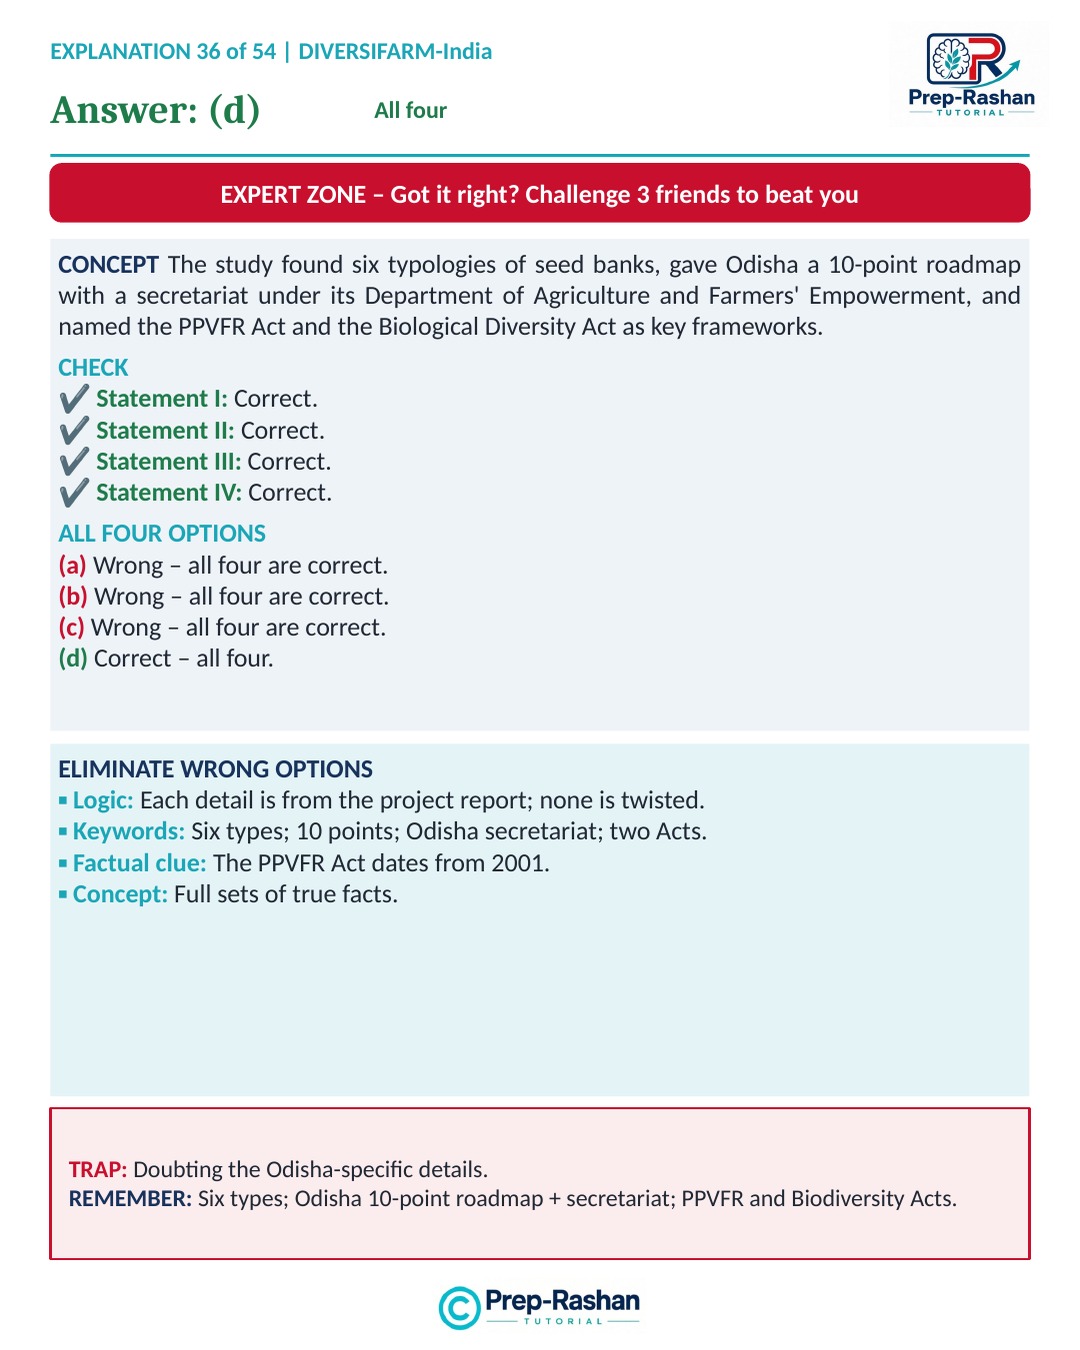 EXPLANATION 36 of 54 | DIVERSIFARM-India
Prep-Rashan
TUTORIAL
Answer: (d) All four
EXPERT ZONE – Got it right? Challenge 3 friends to beat you
CONCEPT The study found six typologies of seed banks, gave Odisha a 10-point roadmap
with a secretariat under its Department of Agriculture and Farmers' Empowerment, and
named the PPVFR Act and the Biological Diversity Act as key frameworks.
CHECK
✔ Statement I: Correct.
✔ Statement II: Correct.
✔ Statement III: Correct.
✔ Statement IV: Correct.
ALL FOUR OPTIONS
(a) Wrong – all four are correct.
(b) Wrong – all four are correct.
(c) Wrong – all four are correct.
(d) Correct – all four.
ELIMINATE WRONG OPTIONS
▪ Logic: Each detail is from the project report; none is twisted.
▪ Keywords: Six types; 10 points; Odisha secretariat; two Acts.
▪ Factual clue: The PPVFR Act dates from 2001.
▪ Concept: Full sets of true facts.
TRAP: Doubting the Odisha-specific details.
REMEMBER: Six types; Odisha 10-point roadmap + secretariat; PPVFR and Biodiversity Acts.
© Prep-Rashan
TUTORIAL